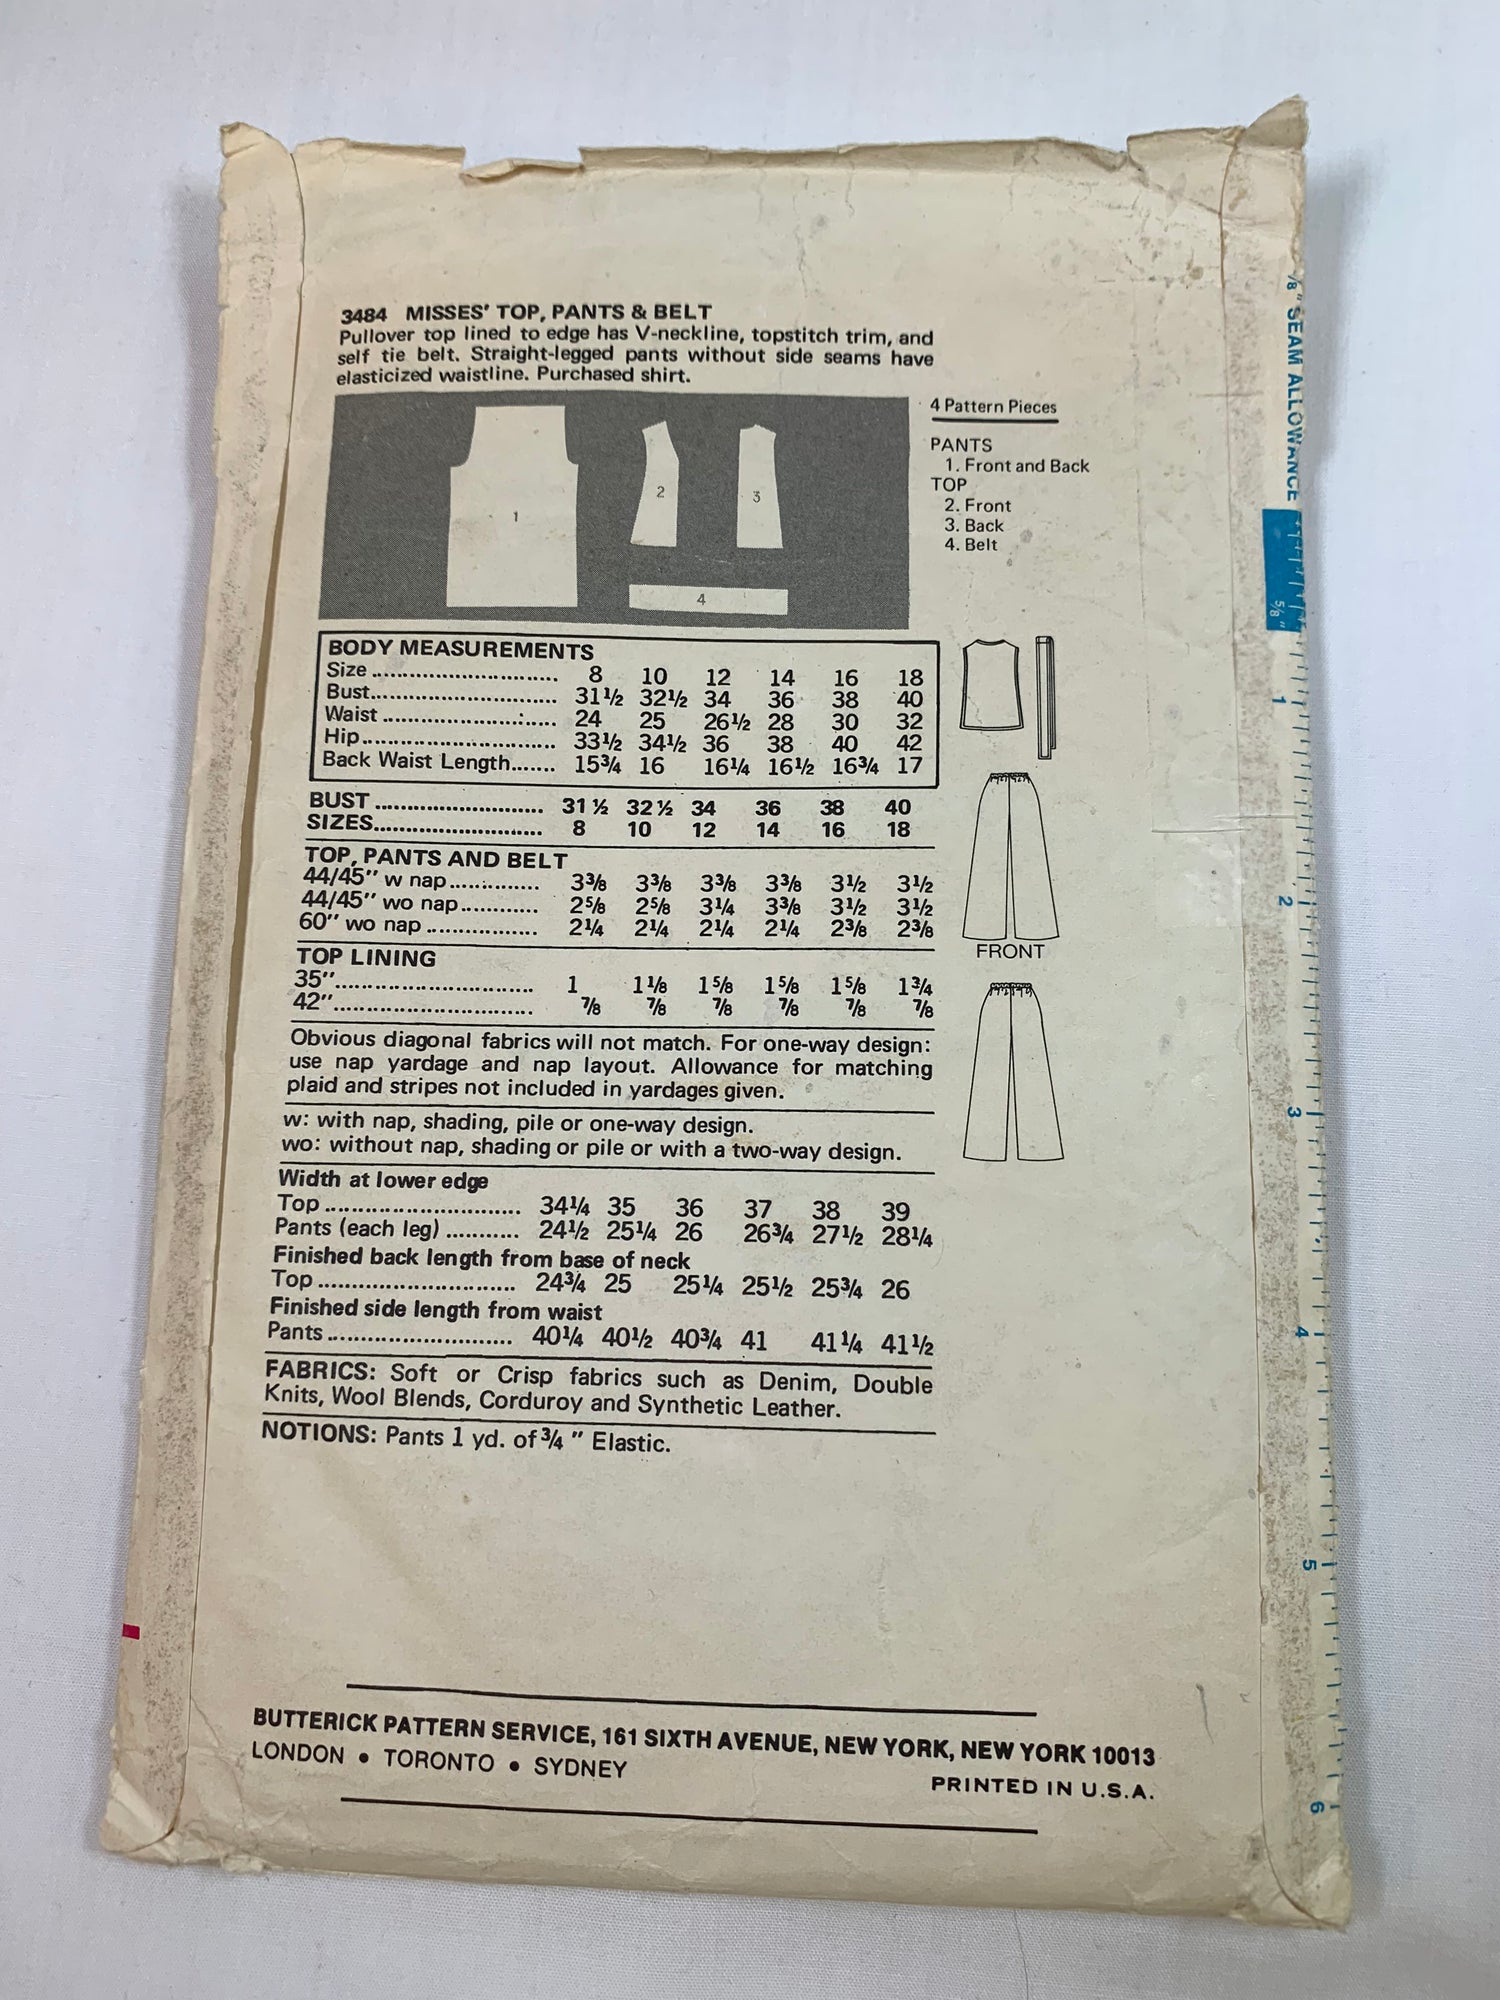 3484 MISSES' TOP, PANTS & BELT
Pullover top lined to edge has V-neckline, topstitch trim, and
self tie belt. Straight-legged pants without side seams have
elasticized waistline. Purchased shirt.
1
2
3
4
4 Pattern Pieces
PANTS
1. Front and Back
TOP
2. Front
3. Back
4. Belt
BODY MEASUREMENTS
Size .............................. 8 10 12 14 16 18
Bust.............................. 31½ 32½ 34 36 38 40
Waist ............................ 24 25 26½ 28 30 32
Hip............................... 33½ 34½ 36 38 40 42
Back Waist Length....... 15¾ 16 16¼ 16½ 16¾ 17
BUST ........................... 31 ½ 32 ½ 34 36 38 40
SIZES........................... 8 10 12 14 16 18
TOP, PANTS AND BELT
44/45" w nap.............. 3⅜ 3⅜ 3⅜ 3⅜ 3½ 3½
44/45" wo nap............ 2⅝ 2⅝ 3¼ 3⅜ 3½ 3½
60" wo nap ................. 2¼ 2¼ 2¼ 2¼ 2⅜ 2⅜
TOP LINING
35"................................ 1 1⅛ 1⅝ 1⅝ 1⅝ 1¾
42"................................ ⅞ ⅞ ⅞ ⅞ ⅞ ⅞
Obvious diagonal fabrics will not match. For one-way design:
use nap yardage and nap layout. Allowance for matching
plaid and stripes not included in yardages given.
w: with nap, shading, pile or one-way design.
wo: without nap, shading or pile or with a two-way design.
Width at lower edge
Top .............................. 34¼ 35 36 37 38 39
Pants (each leg) ........... 24½ 25¼ 26 26¾ 27½ 28¼
Finished back length from base of neck
Top .............................. 24¾ 25 25¼ 25½ 25¾ 26
Finished side length from waist
Pants ............................ 40¼ 40½ 40¾ 41 41¼ 41½
FABRICS: Soft or Crisp fabrics such as Denim, Double
Knits, Wool Blends, Corduroy and Synthetic Leather.
NOTIONS: Pants 1 yd. of ¾ " Elastic.
FRONT
BUTTERICK PATTERN SERVICE, 161 SIXTH AVENUE, NEW YORK, NEW YORK 10013
LONDON • TORONTO • SYDNEY
PRINTED IN U.S.A.
/8" SEAM ALLOWANCE
5/8"
1
2
3
4
5
6